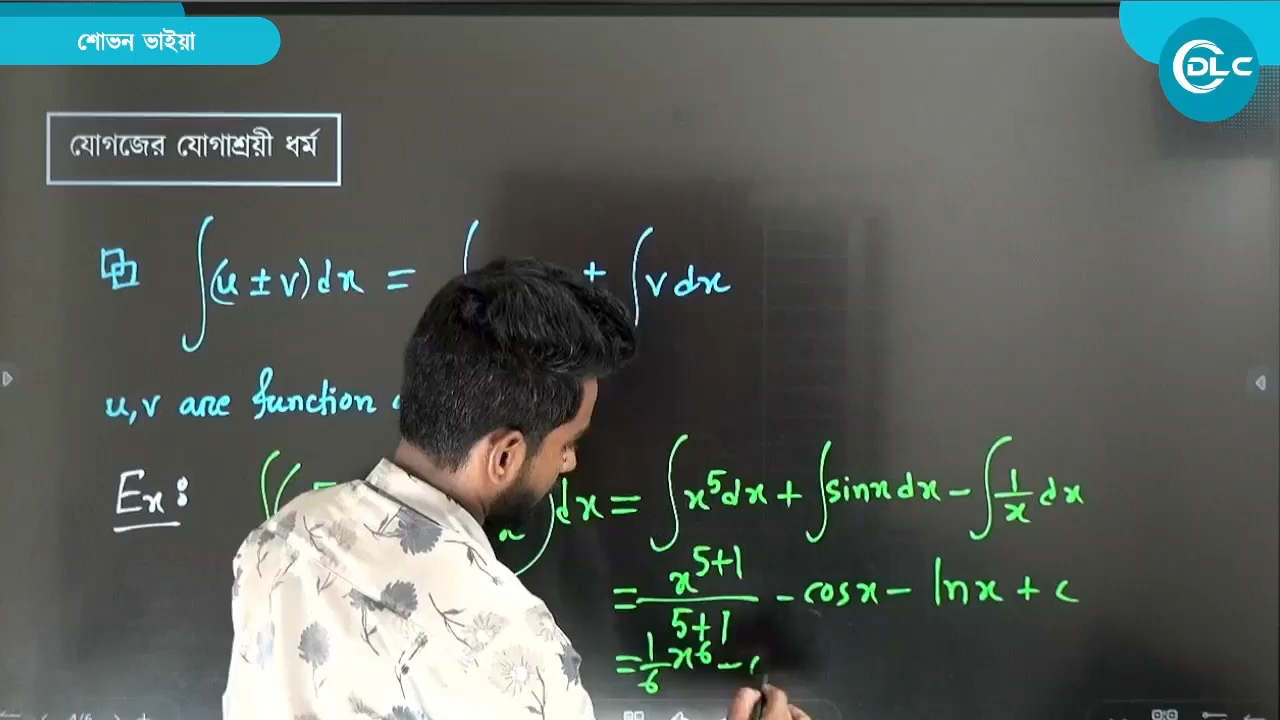 শোভন ভাইয়া
DLC
যোগজের যোগাশ্রয়ী ধর্ম
∫(u ± v)dx = ∫ + ∫v dx
u, v are function
Ex: ∫( dx = ∫x⁵dx + ∫sinx dx − ∫1/x dx
= x⁵⁺¹/5+1 − cosx − lnx + c
= 1/6 x⁶ −